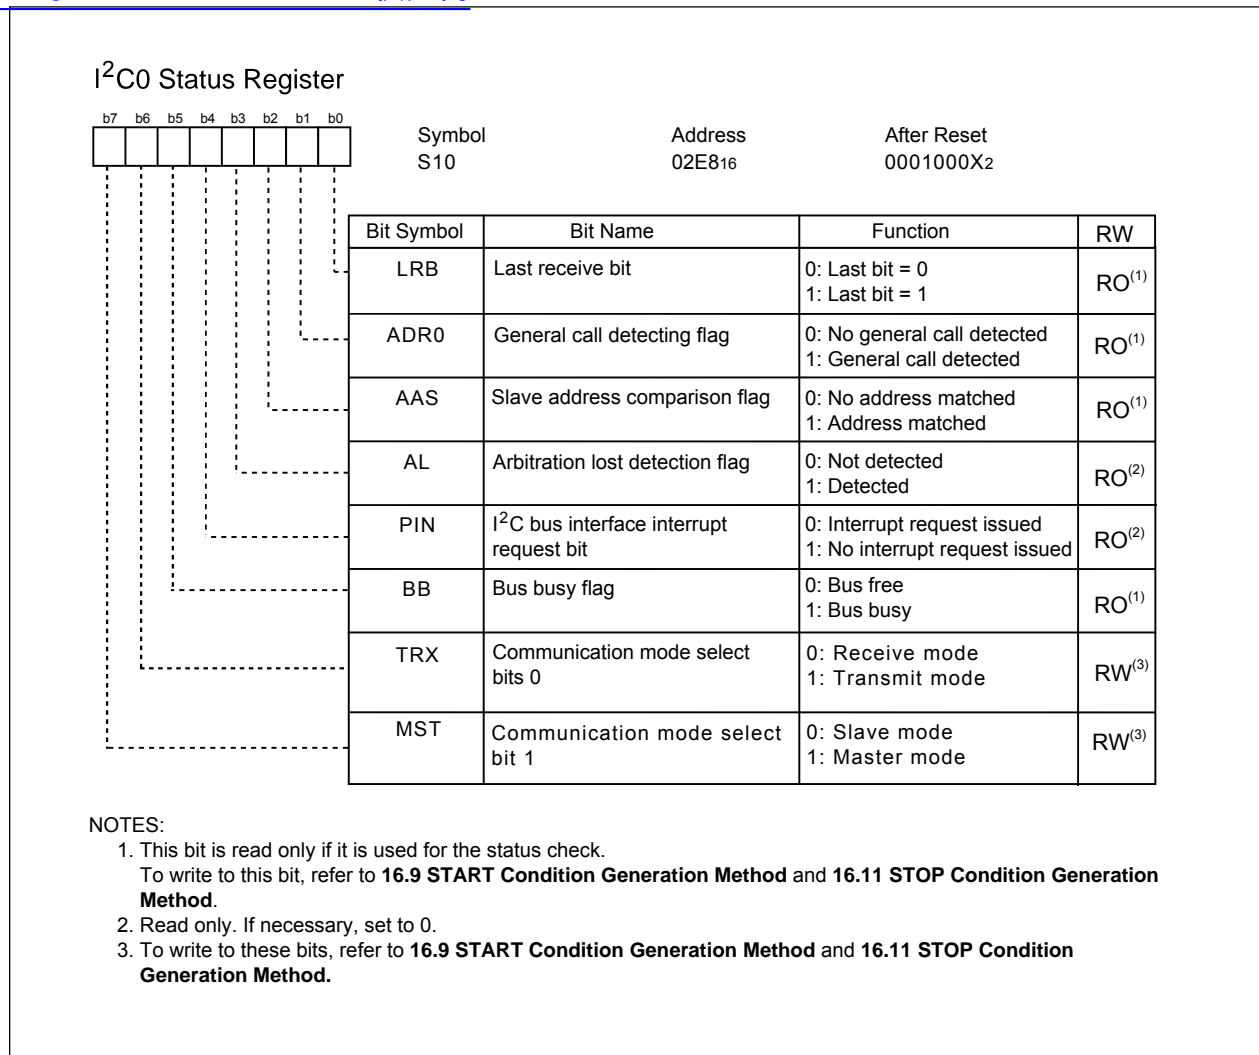 I2C0 Status Register
b7 b6 b5 b4 b3 b2 b1 b0
Symbol Address After Reset
S10 02E816 0001000X2
Bit Symbol Bit Name Function RW
LRB Last receive bit 0: Last bit = 0
1: Last bit = 1 RO(1)
ADR0 General call detecting flag 0: No general call detected
1: General call detected RO(1)
AAS Slave address comparison flag 0: No address matched
1: Address matched RO(1)
AL Arbitration lost detection flag 0: Not detected
1: Detected RO(2)
PIN I2C bus interface interrupt 0: Interrupt request issued
request bit 1: No interrupt request issued RO(2)
BB Bus busy flag 0: Bus free
1: Bus busy RO(1)
TRX Communication mode select 0: Receive mode
bits 0 1: Transmit mode RW(3)
MST Communication mode select 0: Slave mode
bit 1 1: Master mode RW(3)
NOTES:
1. This bit is read only if it is used for the status check.
To write to this bit, refer to 16.9 START Condition Generation Method and 16.11 STOP Condition Generation
Method.
2. Read only. If necessary, set to 0.
3. To write to these bits, refer to 16.9 START Condition Generation Method and 16.11 STOP Condition
Generation Method.